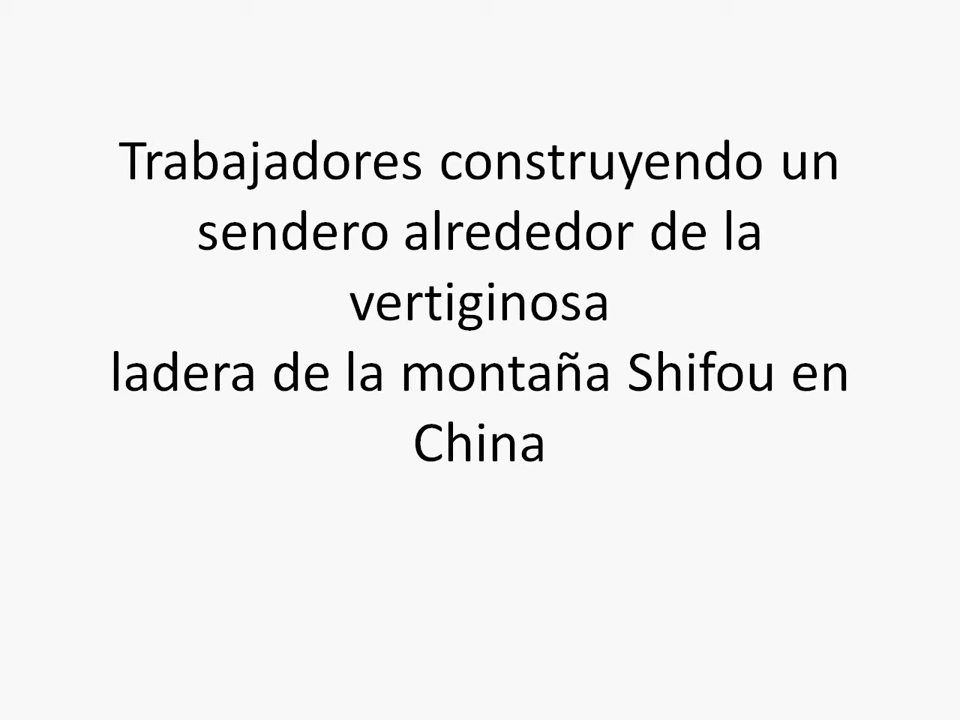 Trabajadores construyendo un
sendero alrededor de la
vertiginosa
ladera de la montaña Shifou en
China